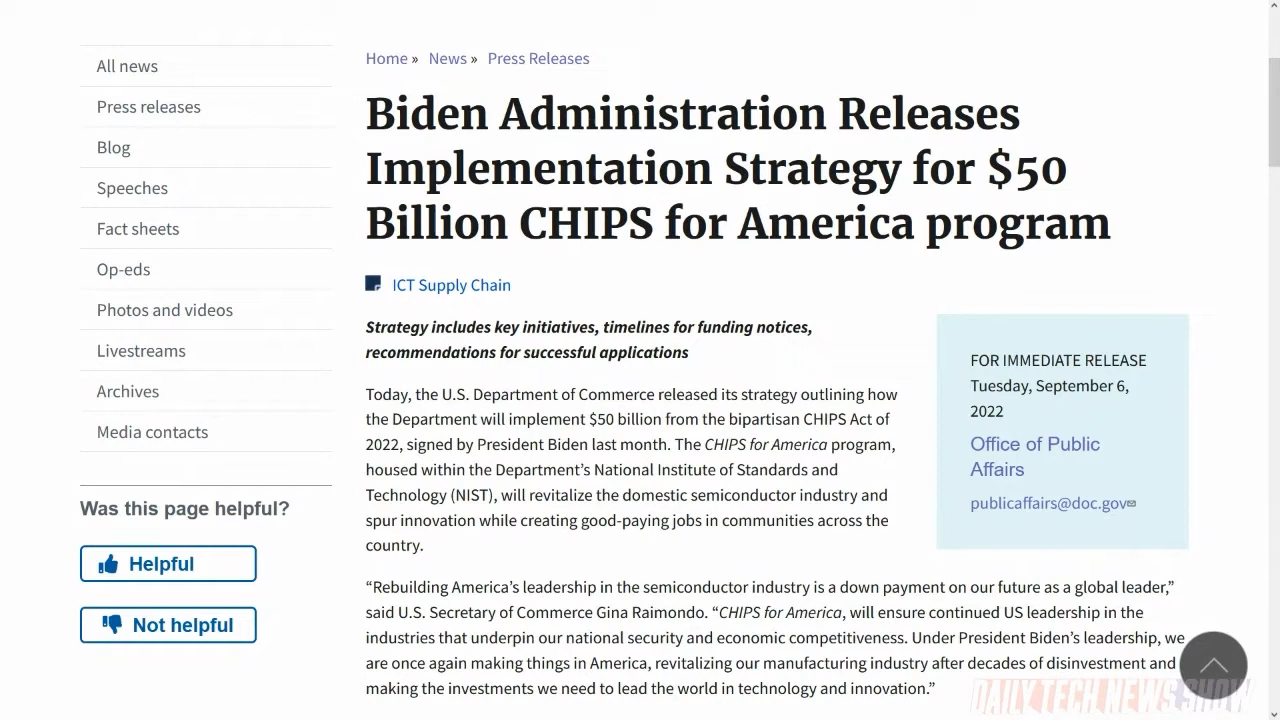 All news
Press releases
Blog
Speeches
Fact sheets
Op-eds
Photos and videos
Livestreams
Archives
Media contacts
Was this page helpful?
Helpful
Not helpful
Home » News » Press Releases
Biden Administration Releases
Implementation Strategy for $50
Billion CHIPS for America program
ICT Supply Chain
Strategy includes key initiatives, timelines for funding notices,
recommendations for successful applications
Today, the U.S. Department of Commerce released its strategy outlining how
the Department will implement $50 billion from the bipartisan CHIPS Act of
2022, signed by President Biden last month. The CHIPS for America program,
housed within the Department’s National Institute of Standards and
Technology (NIST), will revitalize the domestic semiconductor industry and
spur innovation while creating good-paying jobs in communities across the
country.
“Rebuilding America’s leadership in the semiconductor industry is a down payment on our future as a global leader,”
said U.S. Secretary of Commerce Gina Raimondo. “CHIPS for America, will ensure continued US leadership in the
industries that underpin our national security and economic competitiveness. Under President Biden’s leadership, we
are once again making things in America, revitalizing our manufacturing industry after decades of disinvestment and
making the investments we need to lead the world in technology and innovation.”
FOR IMMEDIATE RELEASE
Tuesday, September 6,
2022
Office of Public
Affairs
publicaffairs@doc.gov
DAILY TECH NEWS SHOW